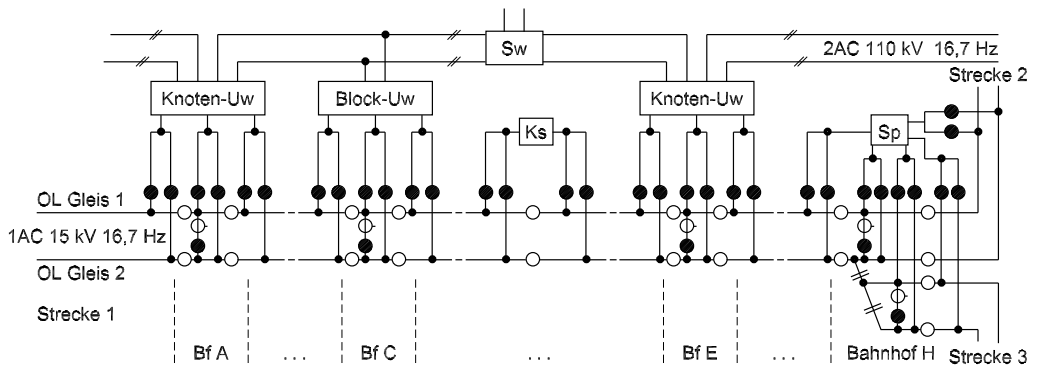 Sw
2AC 110 kV 16,7 Hz
Strecke 2
Knoten-Uw
Block-Uw
Knoten-Uw
Ks
Sp
OL Gleis 1
1AC 15 kV 16,7 Hz
OL Gleis 2
Strecke 1
Bf A
. . .
Bf C
. . .
Bf E
. . .
Bahnhof H
Strecke 3